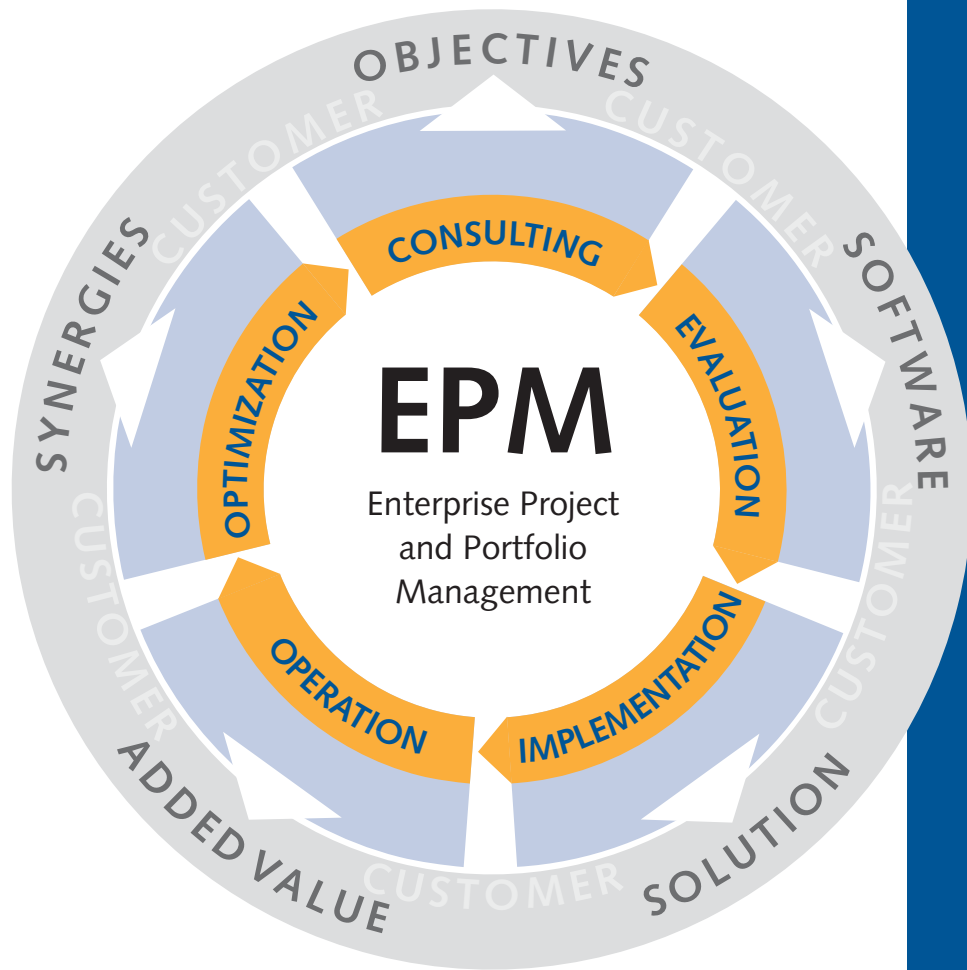 OBJECTIVES
CUSTOMER
SOFTWARE
CUSTOMER
SOLUTION
CUSTOMER
ADDED VALUE
CUSTOMER
SYNERGIES
CUSTOMER
CONSULTING
EVALUATION
IMPLEMENTATION
OPERATION
OPTIMIZATION
EPM
Enterprise Project
and Portfolio
Management